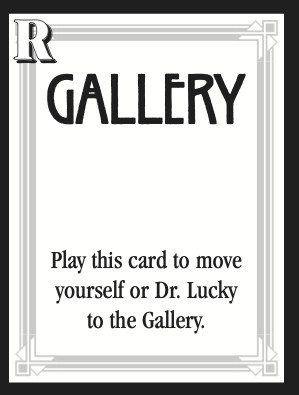 R
GALLERY
Play this card to move
yourself or Dr. Lucky
to the Gallery.